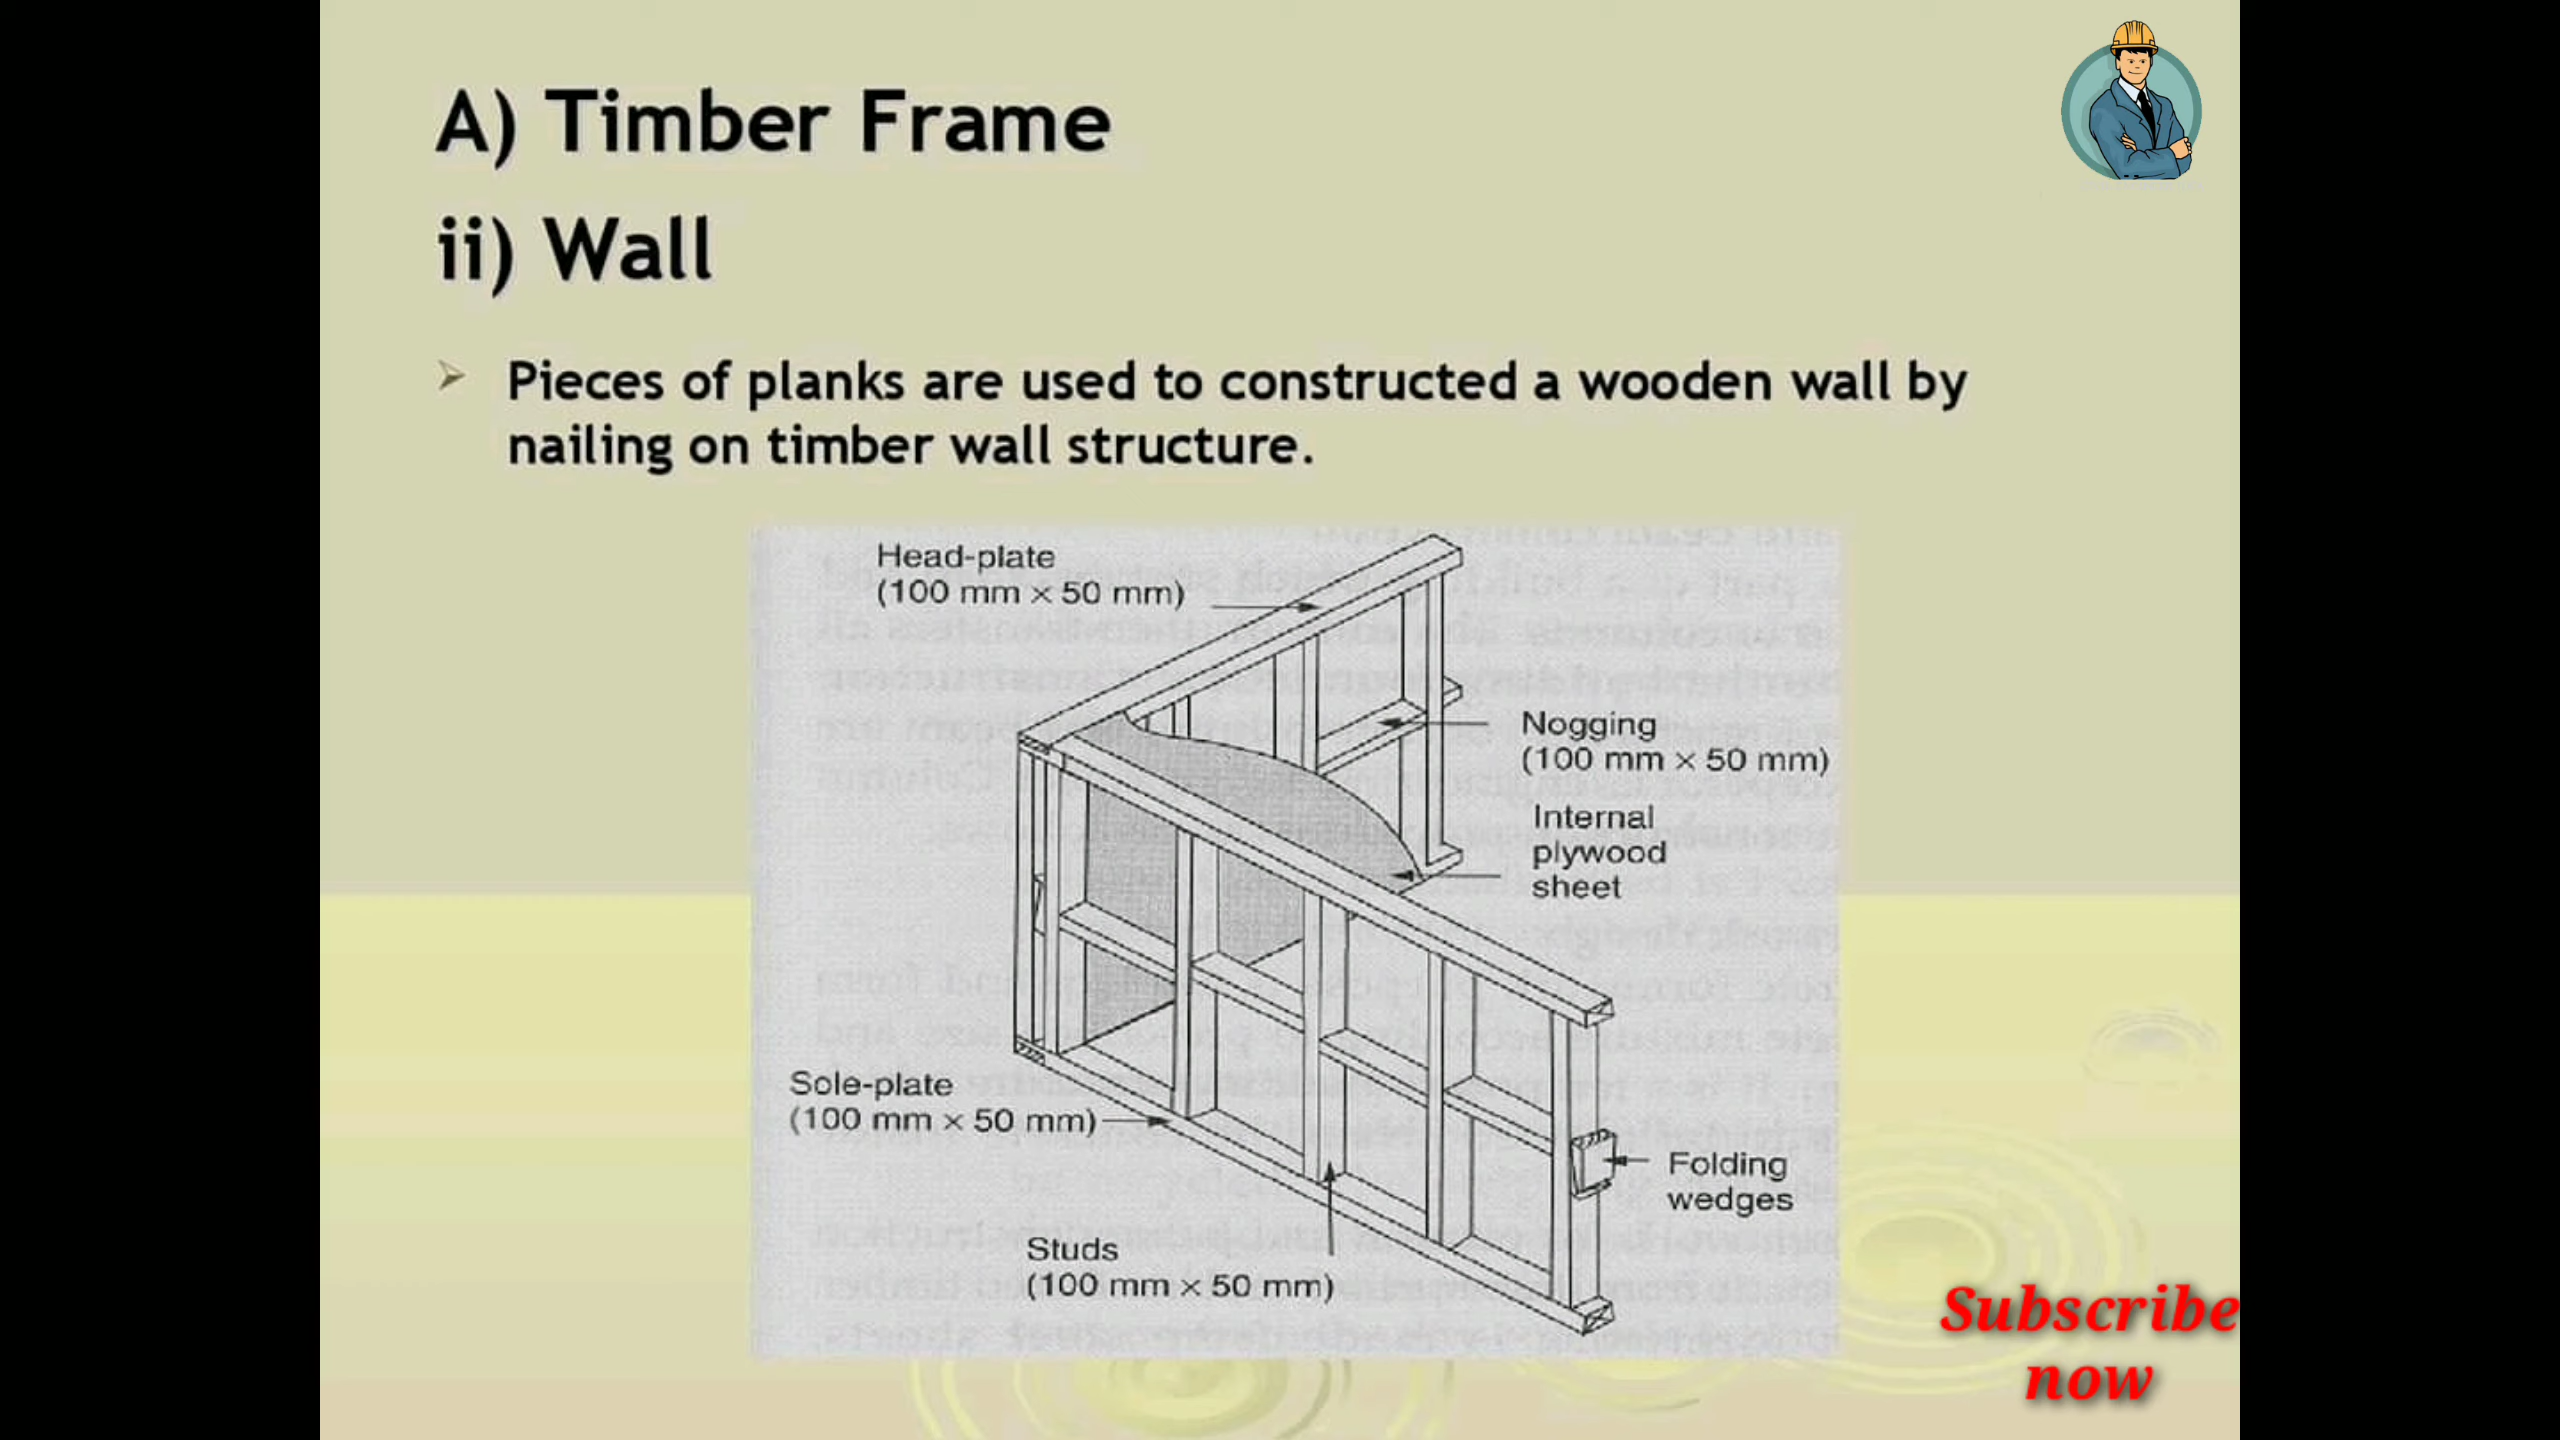 A) Timber Frame
ii) Wall
Pieces of planks are used to constructed a wooden wall by
nailing on timber wall structure.
Head-plate
(100 mm × 50 mm)
Nogging
(100 mm × 50 mm)
Internal
plywood
sheet
Sole-plate
(100 mm × 50 mm)
Folding
wedges
Studs
(100 mm × 50 mm)
Subscribe
now